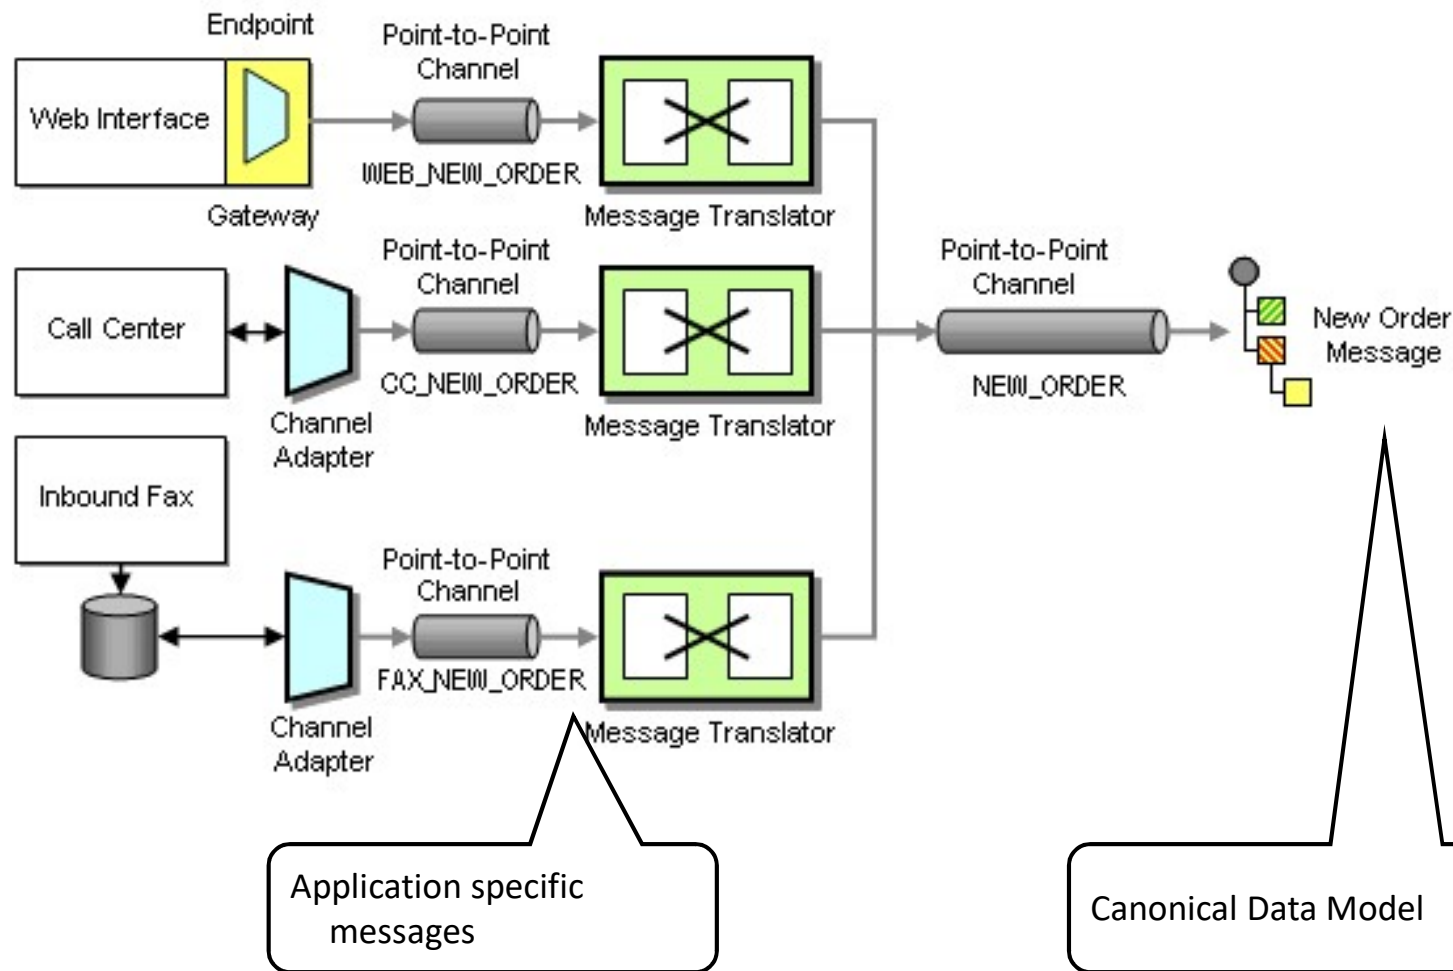 Endpoint
Point-to-Point
Channel
Web Interface
WEB_NEW_ORDER
Gateway
Message Translator
Point-to-Point
Channel
Call Center
CC_NEW_ORDER
Channel
Adapter
Message Translator
Point-to-Point
Channel
NEW_ORDER
New Order
Message
Inbound Fax
Point-to-Point
Channel
FAX_NEW_ORDER
Channel
Adapter
Message Translator
Application specific
messages
Canonical Data Model